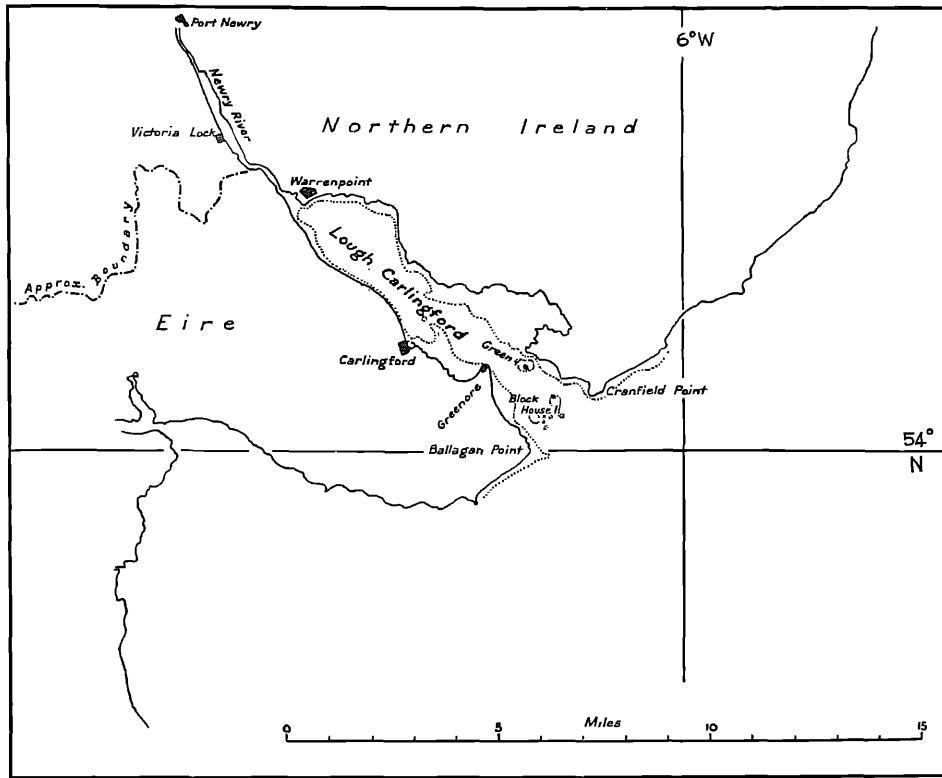 Port Newry
6°W
Newry River
Victoria Lock
Northern Ireland
Warrenpoint
Approx. Boundary
Lough Carlingford
Eire
Carlingford
Green I.
Greenore
Cranfield Point
Block
House I.
Ballagan Point
54°
N
Miles
0 5 10 15